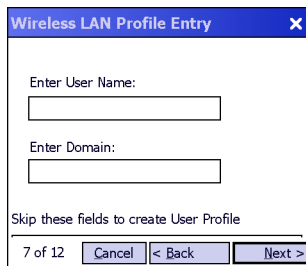 Wireless LAN Profile Entry
Enter User Name:
Enter Domain:
Skip these fields to create User Profile
7 of 12 Cancel < Back Next >